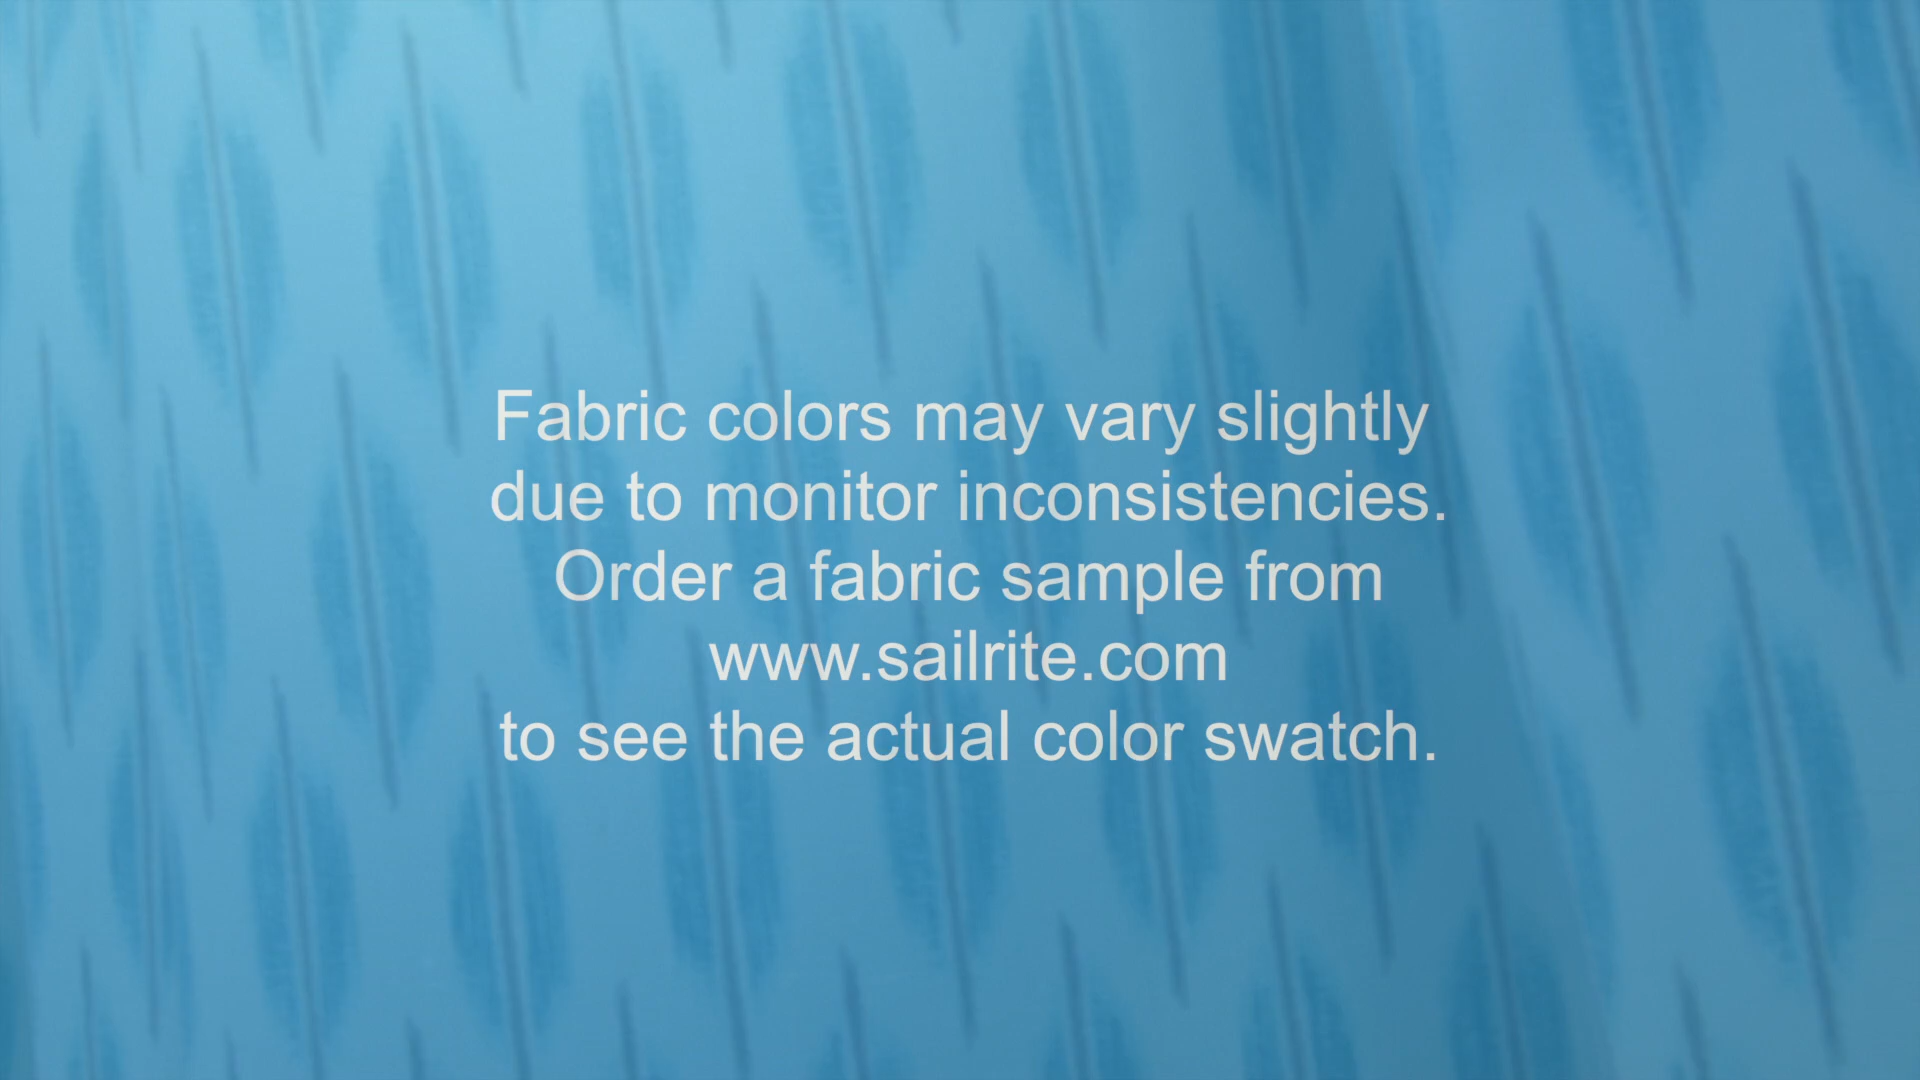 Fabric colors may vary slightly
due to monitor inconsistencies.
Order a fabric sample from
www.sailrite.com
to see the actual color swatch.